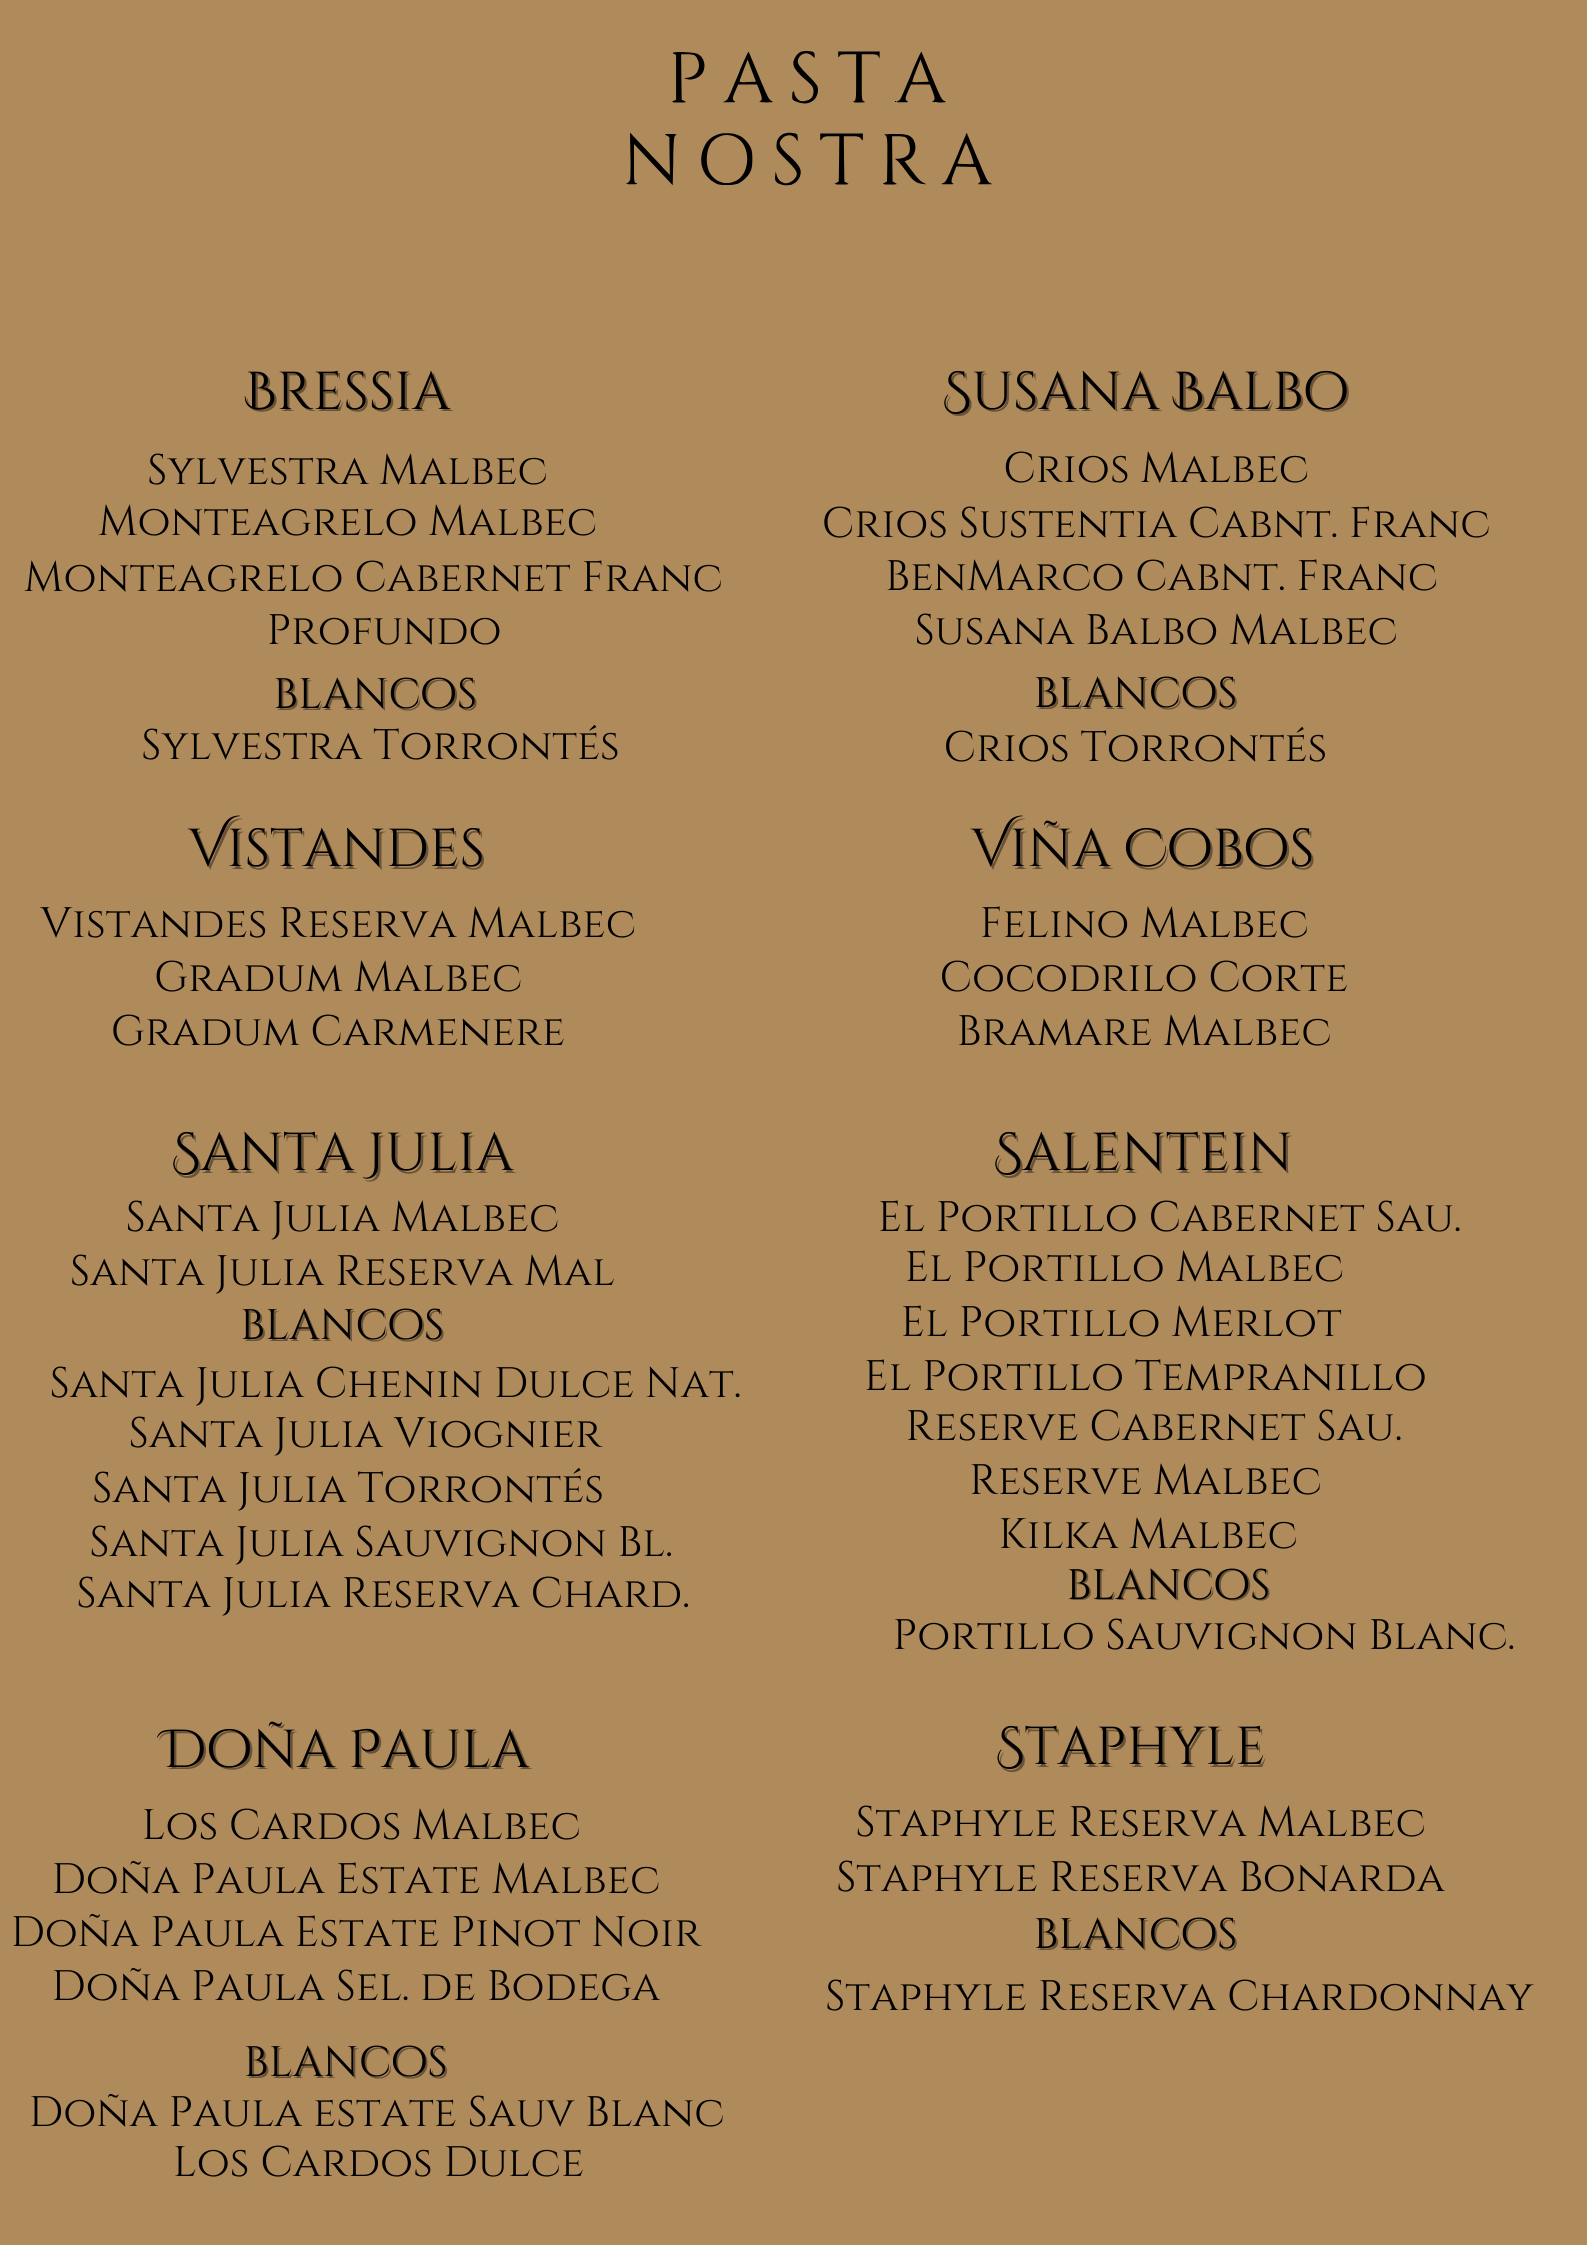 PASTA
NOSTRA
Bressia
Sylvestra Malbec
Monteagrelo Malbec
Monteagrelo Cabernet Franc
Profundo
BLANCOS
Sylvestra Torrontés
Vistandes
Vistandes Reserva Malbec
Gradum Malbec
Gradum Carmenere
Santa Julia
Santa Julia Malbec
Santa Julia Reserva Mal
BLANCOS
Santa Julia Chenin Dulce Nat.
Santa Julia Viognier
Santa Julia Torrontés
Santa Julia Sauvignon Bl.
Santa Julia Reserva Chard.
Doña Paula
Los Cardos Malbec
Doña Paula Estate Malbec
Doña Paula Estate Pinot Noir
Doña Paula Sel. de Bodega
BLANCOS
Doña Paula estate Sauv Blanc
Los Cardos Dulce
Susana Balbo
Crios Malbec
Crios Sustentia Cabnt. Franc
BenMarco Cabnt. Franc
Susana Balbo Malbec
BLANCOS
Crios Torrontés
Viña Cobos
Felino Malbec
Cocodrilo Corte
Bramare Malbec
Salentein
El Portillo Cabernet Sau.
El Portillo Malbec
El Portillo Merlot
El Portillo Tempranillo
Reserve Cabernet Sau.
Reserve Malbec
Kilka Malbec
BLANCOS
Portillo Sauvignon Blanc.
Staphyle
Staphyle Reserva Malbec
Staphyle Reserva Bonarda
BLANCOS
Staphyle Reserva Chardonnay